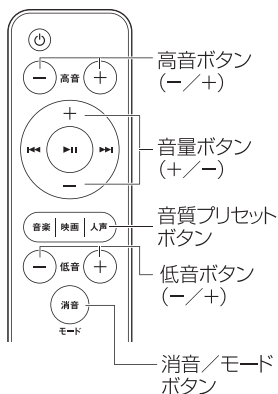 高音ボタン
(－／＋)
－ 高音 ＋
＋
音量ボタン
(＋／－)
－
音質プリセット
ボタン
音楽 映画 人声
－ 低音 ＋
低音ボタン
(－／＋)
消音
モード
消音／モード
ボタン